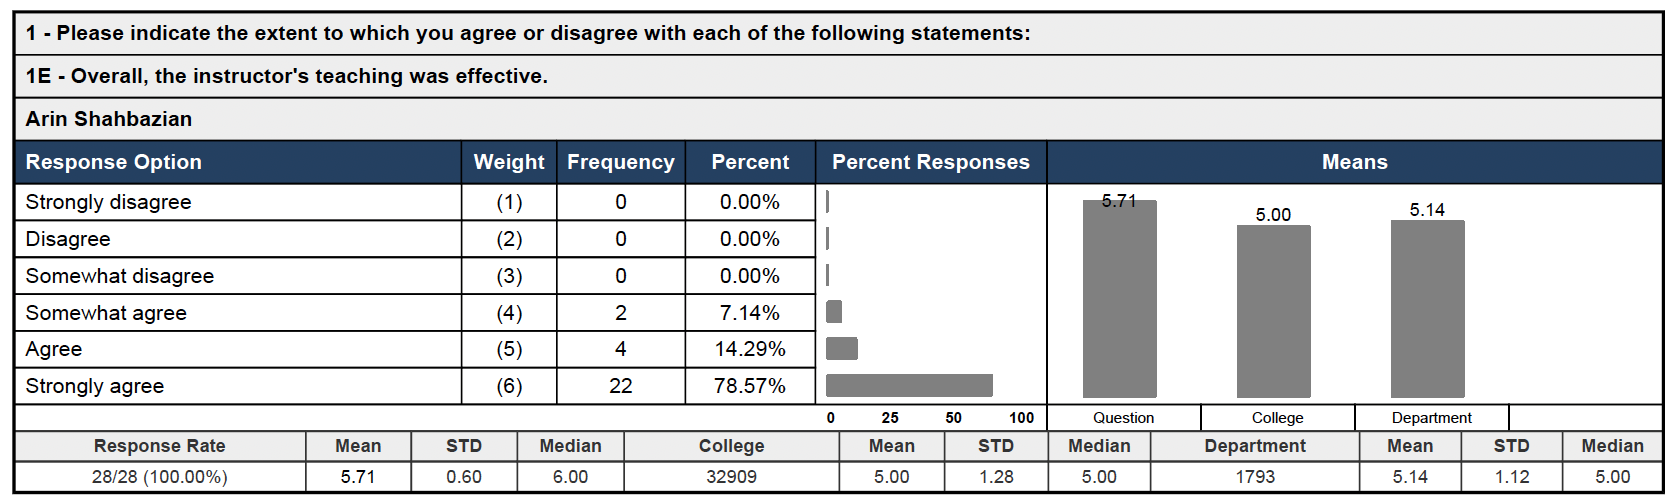 1 - Please indicate the extent to which you agree or disagree with each of the following statements:
1E - Overall, the instructor's teaching was effective.
Arin Shahbazian
Response Option Weight Frequency Percent Percent Responses Means
Strongly disagree (1) 0 0.00%
Disagree (2) 0 0.00%
Somewhat disagree (3) 0 0.00%
Somewhat agree (4) 2 7.14%
Agree (5) 4 14.29%
Strongly agree (6) 22 78.57%
5.71 5.00 5.14
0 25 50 100 Question College Department
Response Rate Mean STD Median College Mean STD Median Department Mean STD Median
28/28 (100.00%) 5.71 0.60 6.00 32909 5.00 1.28 5.00 1793 5.14 1.12 5.00